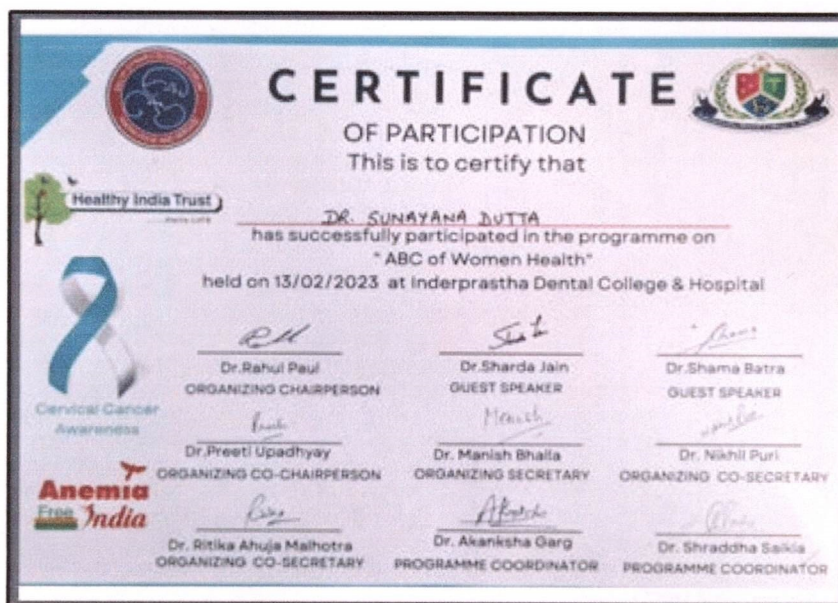 CERTIFICATE
OF PARTICIPATION
This is to certify that
Healthy India Trust
DR. SUNAYANA DUTTA
has successfully participated in the programme on
"ABC of Women Health"
held on 13/02/2023 at Inderprastha Dental College & Hospital
Dr.Rahul Paul
ORGANIZING CHAIRPERSON
Dr.Sharda Jain
GUEST SPEAKER
Dr.Shama Batra
GUEST SPEAKER
Cervical Cancer
Awareness
Manish
Dr.Preeti Upadhyay
ORGANIZING CO-CHAIRPERSON
Dr. Manish Bhalla
ORGANIZING SECRETARY
Dr. Nikhil Puri
ORGANIZING CO-SECRETARY
Anemia
Free India
Dr. Ritika Ahuja Malhotra
ORGANIZING CO-SECRETARY
Dr. Akanksha Garg
PROGRAMME COORDINATOR
Dr. Shraddha Saikia
PROGRAMME COORDINATOR